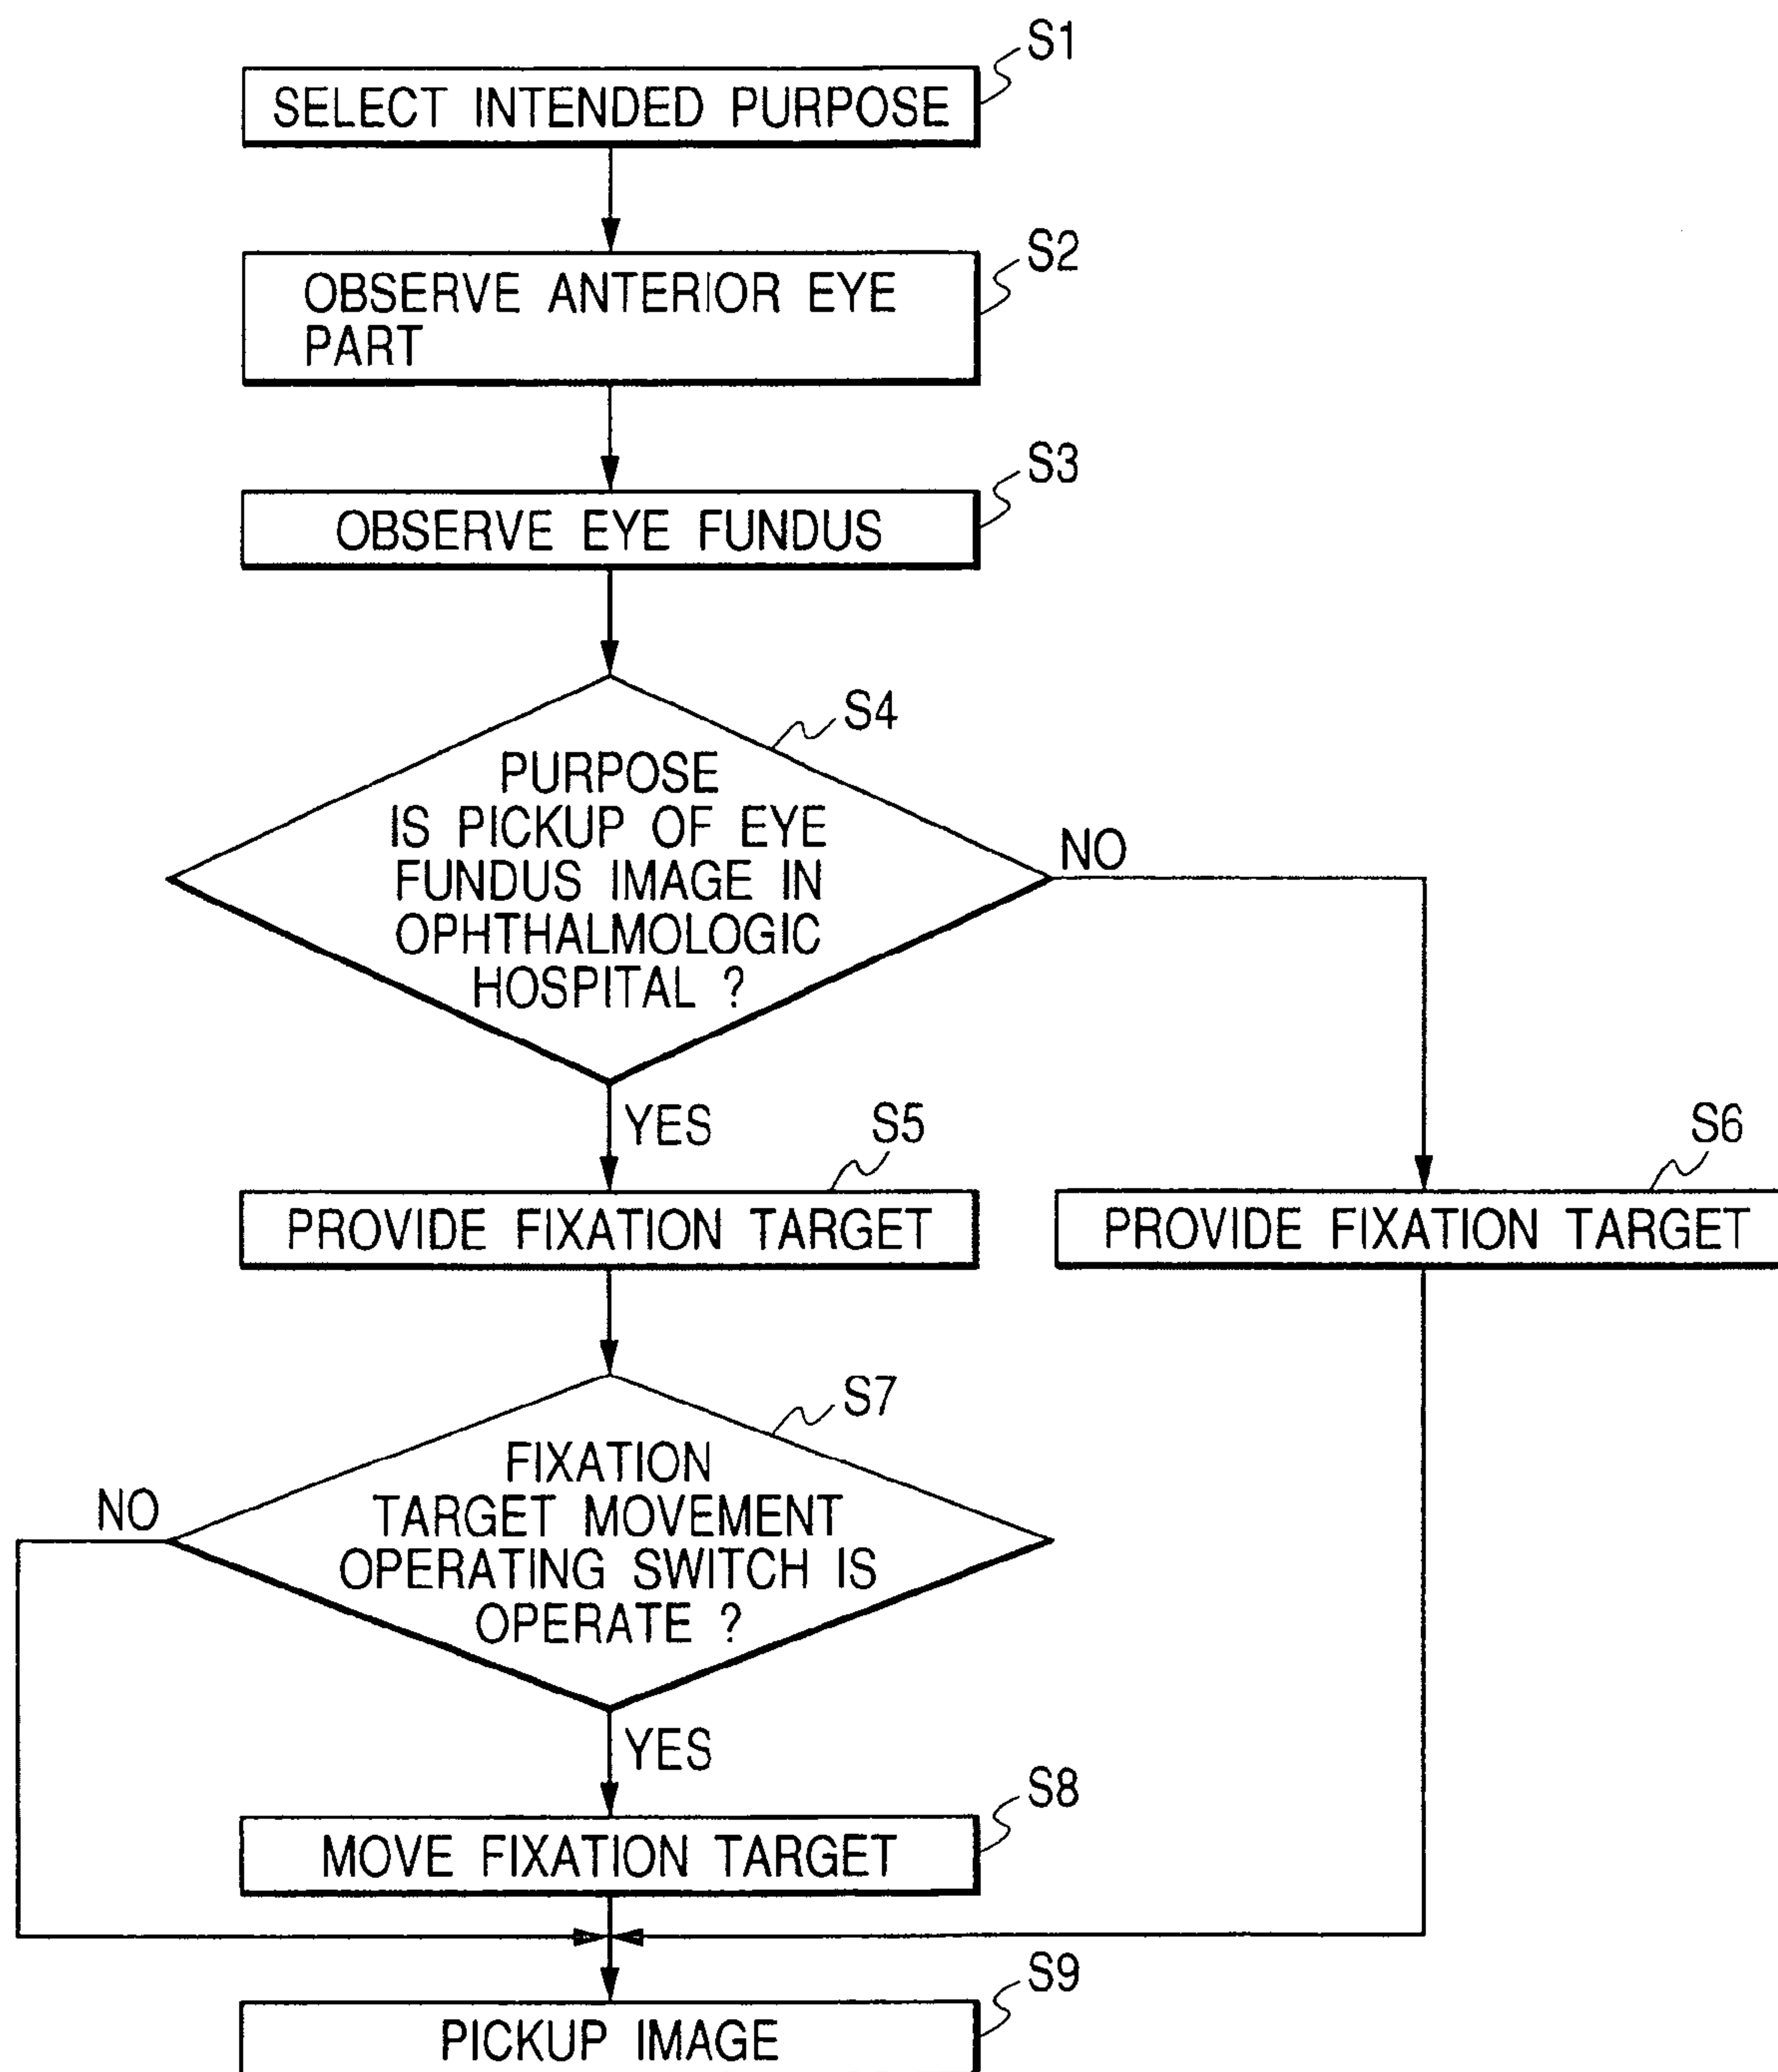 S1
SELECT INTENDED PURPOSE
S2
OBSERVE ANTERIOR EYE
PART
S3
OBSERVE EYE FUNDUS
S4
PURPOSE
IS PICKUP OF EYE
FUNDUS IMAGE IN
OPHTHALMOLOGIC
HOSPITAL ?
NO
YES
S5
PROVIDE FIXATION TARGET
S6
PROVIDE FIXATION TARGET
S7
FIXATION
TARGET MOVEMENT
OPERATING SWITCH IS
OPERATE ?
NO
YES
S8
MOVE FIXATION TARGET
S9
PICKUP IMAGE